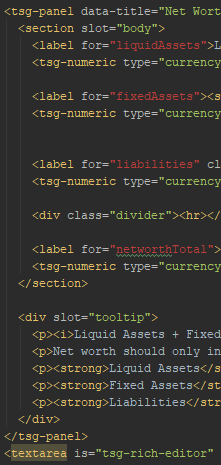 <tsg-panel data-title="Net Wort
<section slot="body">
<label for="liquidAssets">L
<tsg-numeric type="currency
<label for="fixedAssets"><s
<tsg-numeric type="currency
<label for="liabilities" cl
<tsg-numeric type="currency
<div class="divider"><hr></
<label for="networthTotal">
<tsg-numeric type="currency
</section>
<div slot="tooltip">
<p><i>Liquid Assets + Fixed
<p>Net worth should only in
<p><strong>Liquid Assets</s
<p><strong>Fixed Assets</st
<p><strong>Liabilities</str
</div>
</tsg-panel>
<textarea is="tsg-rich-editor"